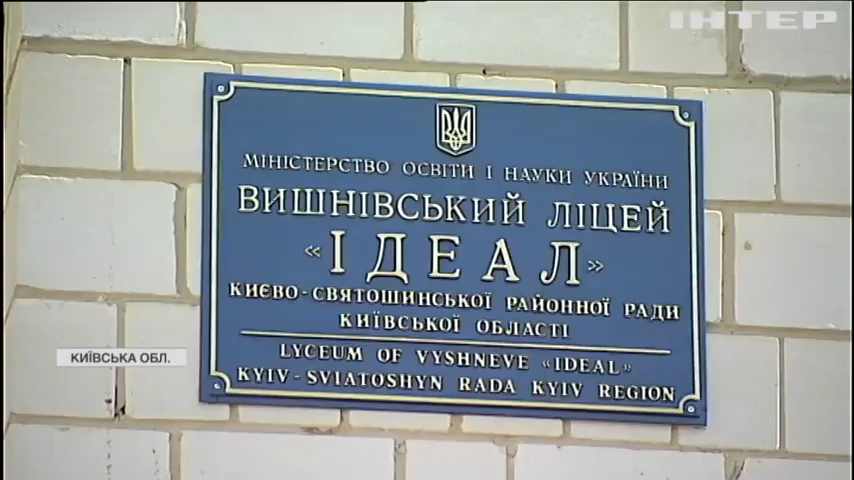 ІНТЕР
МІНІСТЕРСТВО ОСВІТИ І НАУКИ УКРАЇНИ
ВИШНІВСЬКИЙ ЛІЦЕЙ
«ІДЕАЛ»
КИЄВО-СВЯТОШИНСЬКОЇ РАЙОННОЇ РАДИ
КИЇВСЬКОЇ ОБЛАСТІ
LYCEUM OF VYSHNEVE «IDEAL»
KYIV-SVIATOSHYN RADA KYIV REGION
КИЇВСЬКА ОБЛ.